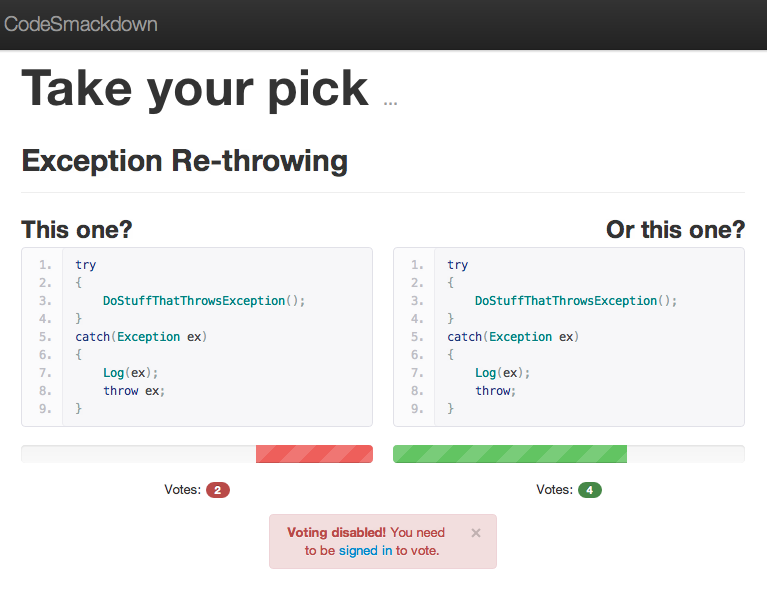 CodeSmackdown
Take your pick ...
Exception Re-throwing
This one?
1. try
2. {
3. DoStuffThatThrowsException();
4. }
5. catch(Exception ex)
6. {
7. Log(ex);
8. throw ex;
9. }
Votes: 2
Or this one?
1. try
2. {
3. DoStuffThatThrowsException();
4. }
5. catch(Exception ex)
6. {
7. Log(ex);
8. throw;
9. }
Votes: 4
Voting disabled! You need ×
to be signed in to vote.